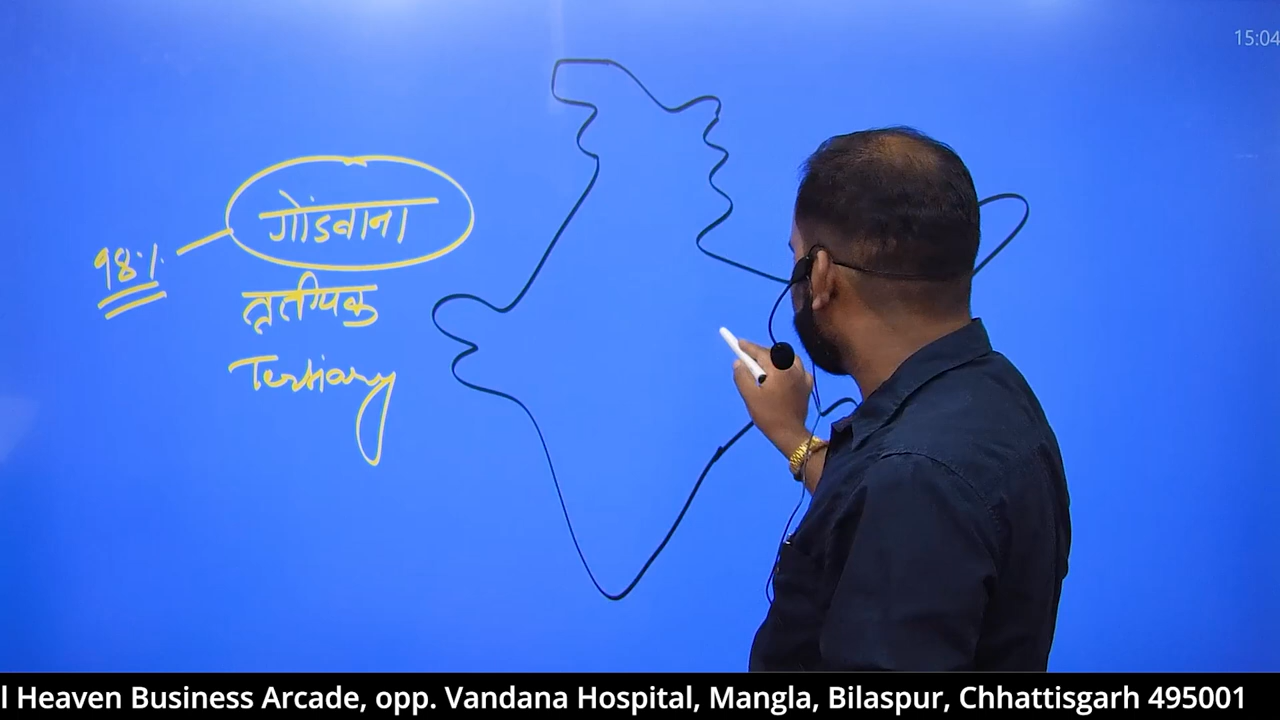 15:04
गोंडवाना
98%
तृतीयक
Tertiary
l Heaven Business Arcade, opp. Vandana Hospital, Mangla, Bilaspur, Chhattisgarh 495001